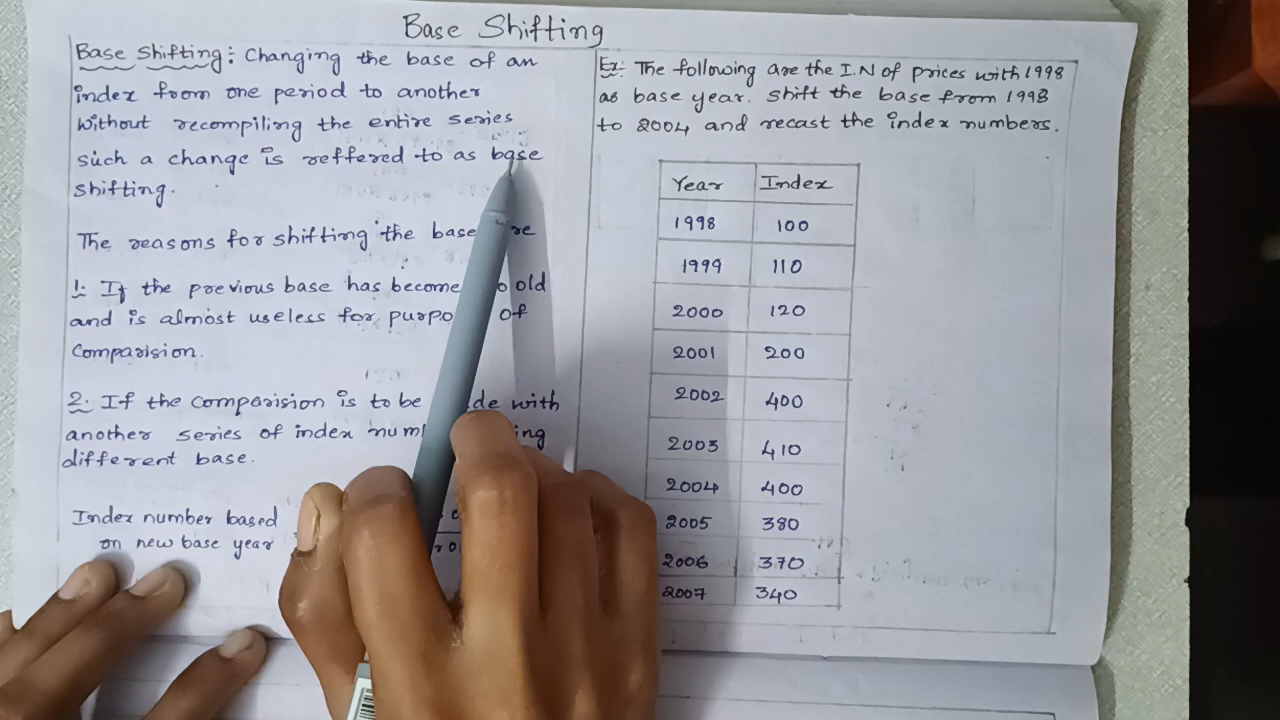 Base Shifting
Base Shifting: Changing the base of an
index from one period to another
without recompiling the entire series
such a change is reffered to as base
shifting.
The reasons for shifting the base
1. If the previous base has become old
and is almost useless for of
Comparision.
2. If the comparision is to be with
another series of index
different base.
Index number based
on new base year
Ex: The following are the I.N of prices with 1998
as base year. Shift the base from 1998
to 2004 and recast the index numbers.
Year Index
1998 100
1999 110
2000 120
2001 200
2002 400
2003 410
2004 400
2005 380
2006 370
2007 340